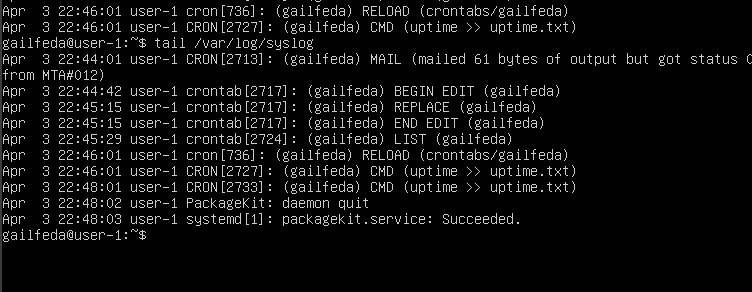 Apr  3 22:46:01 user-1 cron[736]: (gailfeda) RELOAD (crontabs/gailfeda)
Apr  3 22:46:01 user-1 CRON[2727]: (gailfeda) CMD (uptime >> uptime.txt)
gailfeda@user-1:~$ tail /var/log/syslog
Apr  3 22:44:01 user-1 CRON[2713]: (gailfeda) MAIL (mailed 61 bytes of output but got status
from MTA#012)
Apr  3 22:44:42 user-1 crontab[2717]: (gailfeda) BEGIN EDIT (gailfeda)
Apr  3 22:45:15 user-1 crontab[2717]: (gailfeda) REPLACE (gailfeda)
Apr  3 22:45:15 user-1 crontab[2717]: (gailfeda) END EDIT (gailfeda)
Apr  3 22:45:29 user-1 crontab[2724]: (gailfeda) LIST (gailfeda)
Apr  3 22:46:01 user-1 cron[736]: (gailfeda) RELOAD (crontabs/gailfeda)
Apr  3 22:46:01 user-1 CRON[2727]: (gailfeda) CMD (uptime >> uptime.txt)
Apr  3 22:48:01 user-1 CRON[2733]: (gailfeda) CMD (uptime >> uptime.txt)
Apr  3 22:48:02 user-1 PackageKit: daemon quit
Apr  3 22:48:03 user-1 systemd[1]: packagekit.service: Succeeded.
gailfeda@user-1:~$